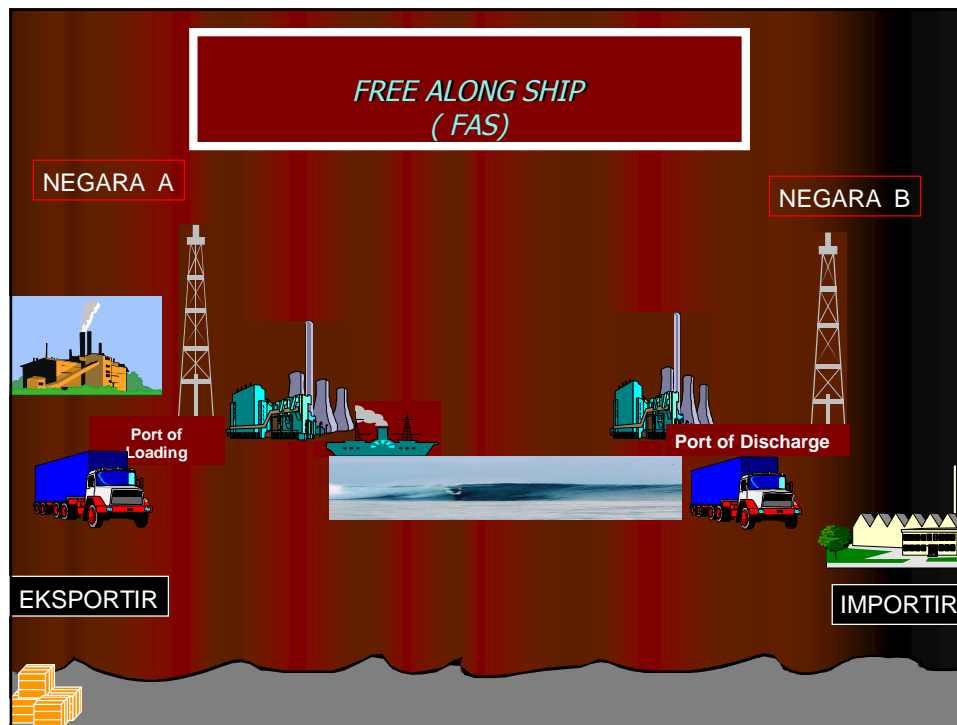 FREE ALONG SHIP
( FAS)
NEGARA A
NEGARA B
Port of
Loading
Port of Discharge
EKSPORTIR
IMPORTIR